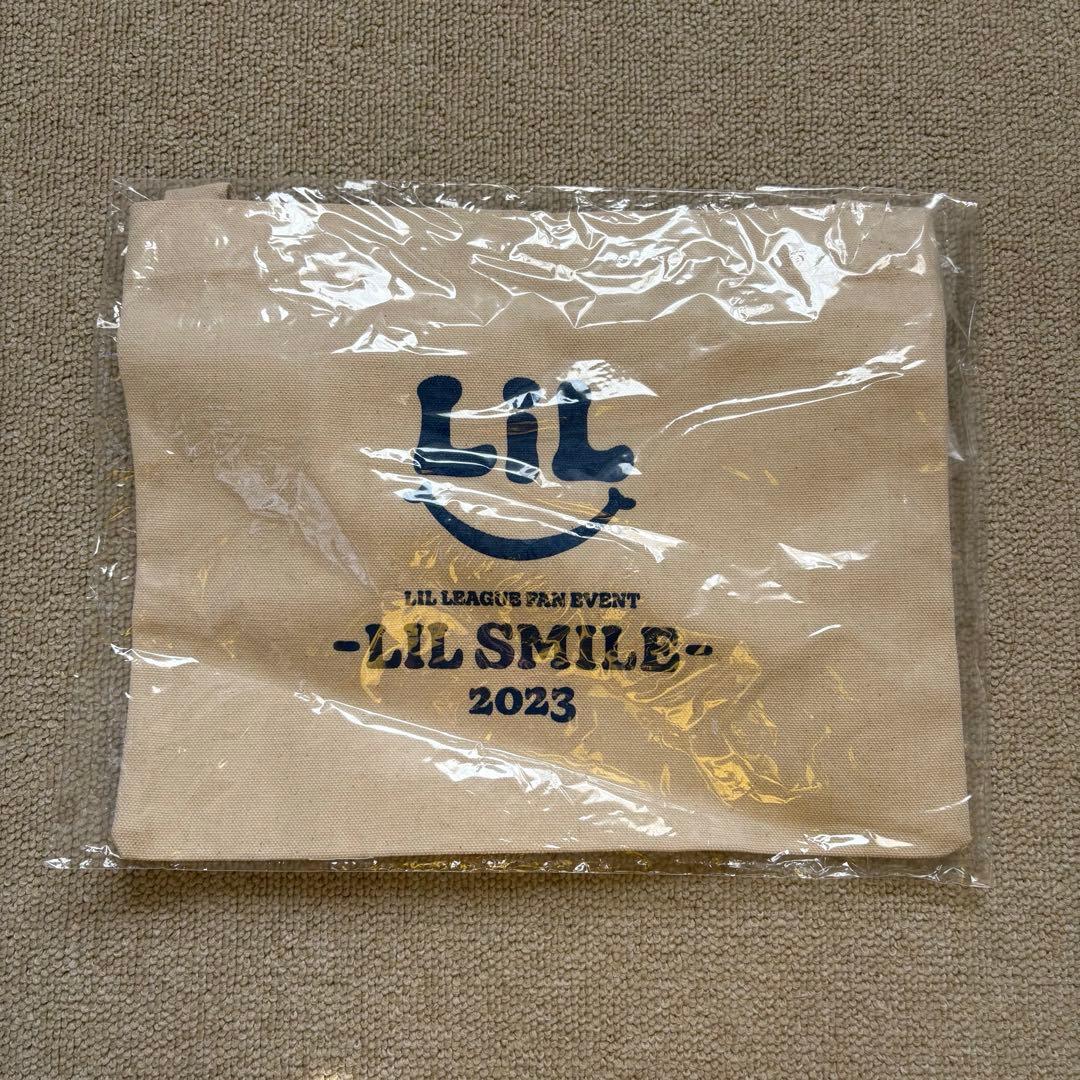 LiL
LIL LEAGUE FAN EVENT
-LIL SMILE-
2023